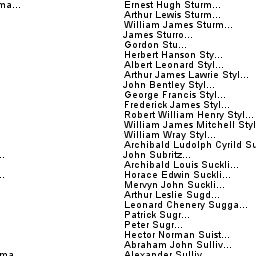 ma...
Ernest Hugh Sturm...
Arthur Lewis Sturm...
William James Sturm...
James Sturro...
Gordon Stu...
Herbert Hanson Sty...
Albert Leonard Styl...
Arthur James Lawrie Styl...
John Bentley Styl...
George Francis Styl...
Frederick James Styl...
Robert William Henry Styl...
William James Mitchell Styl
William Wray Styl...
Archibald Ludolph Cyrild Su
..
John Subritz...
Archibald Louis Suckli...
..
Horace Edwin Suckli...
Mervyn John Suckli...
Arthur Leslie Sugd...
Leonard Chenery Sugga...
Patrick Sugr...
Peter Sugr...
Hector Norman Suist...
Abraham John Sulliv...
ma...
Alexander Sulliv...